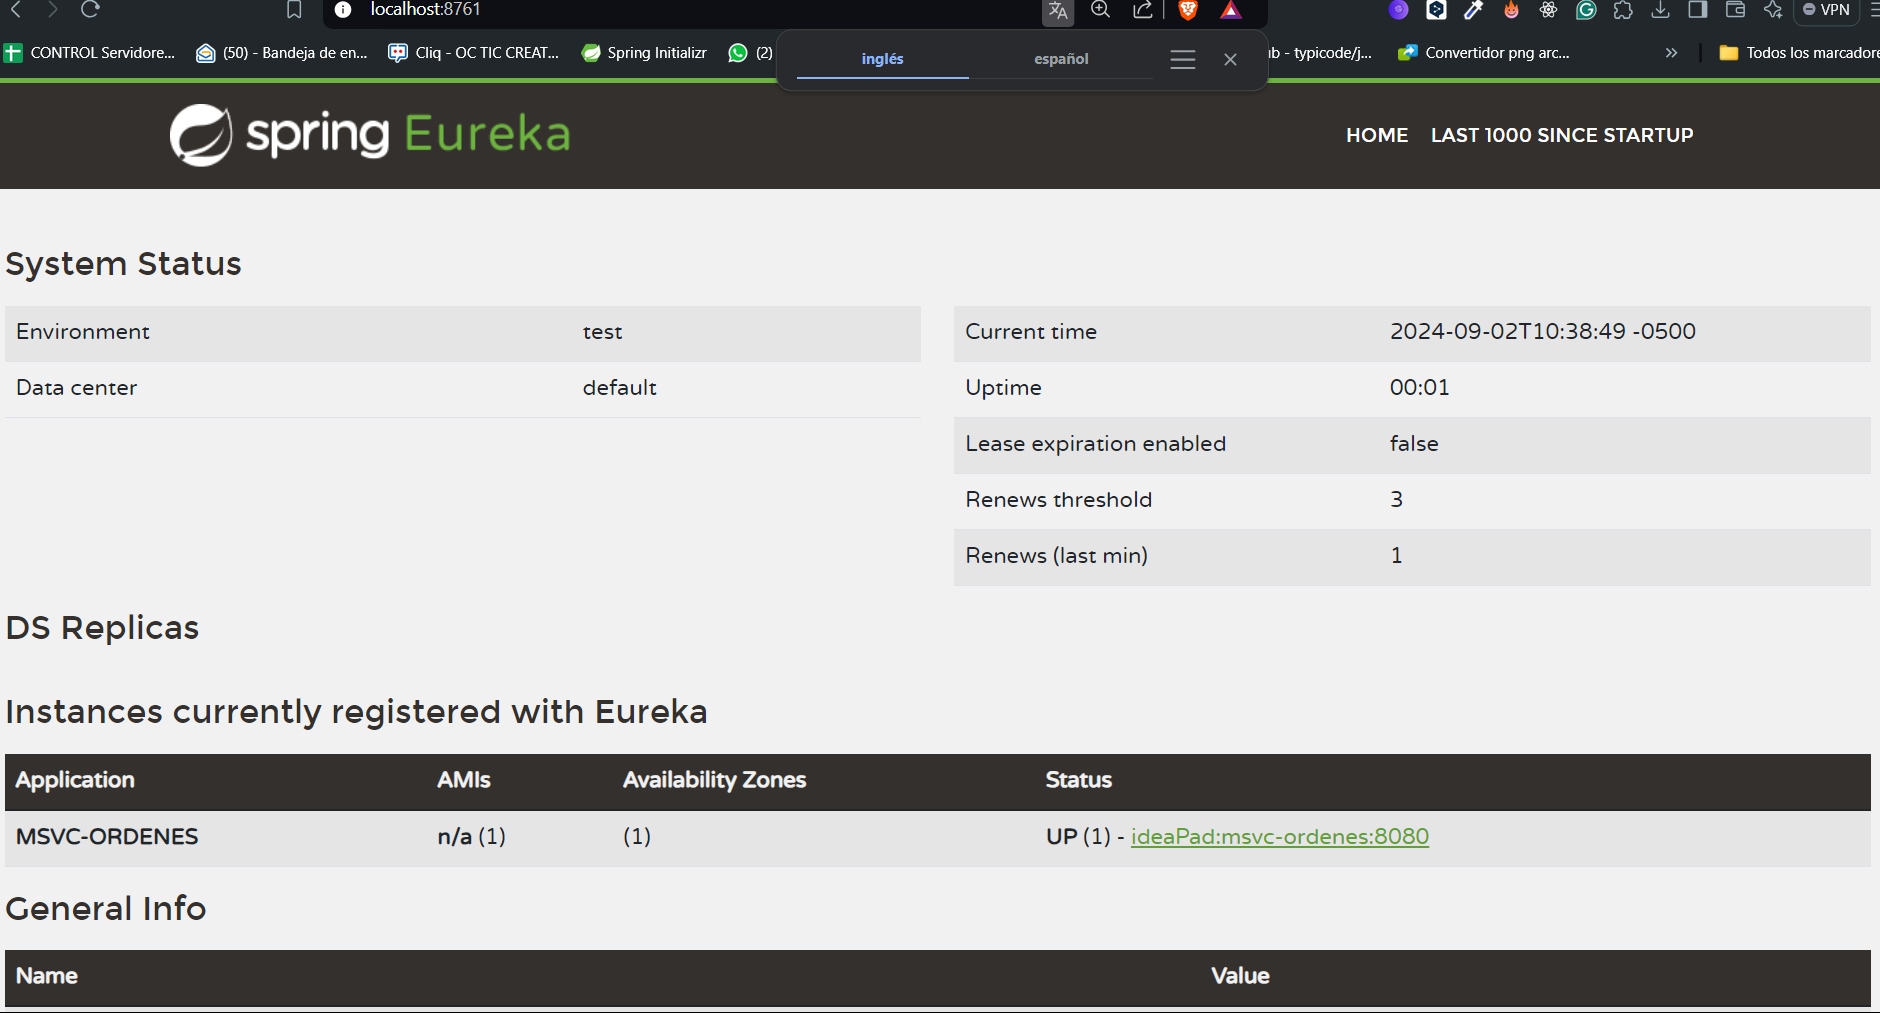 localhost:8761
VPN
CONTROL Servidore...
(50) - Bandeja de en...
Cliq - OC TIC CREAT...
Spring Initializr
(2)
inglés
español
ub - typicode/j...
Convertidor png arc...
»
Todos los marcadore
spring Eureka
HOME
LAST 1000 SINCE STARTUP
System Status
Environment test
Data center default
Current time 2024-09-02T10:38:49 -0500
Uptime 00:01
Lease expiration enabled false
Renews threshold 3
Renews (last min) 1
DS Replicas
Instances currently registered with Eureka
Application AMIs Availability Zones Status
MSVC-ORDENES n/a (1) (1) UP (1) - ideaPad:msvc-ordenes:8080
General Info
Name Value